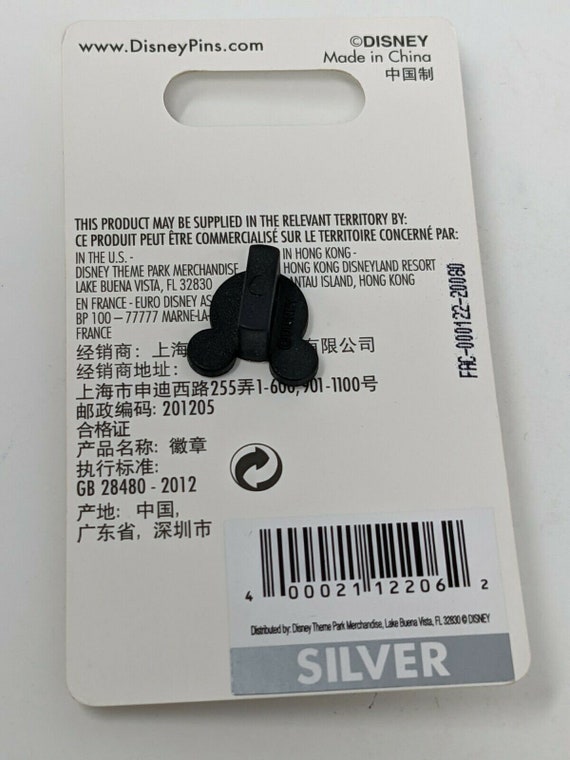 www.DisneyPins.com
©DISNEY
Made in China
中国制
THIS PRODUCT MAY BE SUPPLIED IN THE RELEVANT TERRITORY BY:
CE PRODUIT PEUT ÊTRE COMMERCIALISÉ SUR LE TERRITOIRE CONCERNÉ PAR:
IN THE U.S. -
DISNEY THEME PARK MERCHANDISE
LAKE BUENA VISTA, FL 32830
IN HONG KONG -
HONG KONG DISNEYLAND RESORT
ISLAND, HONG KONG
EN FRANCE - EURO DISNEY
BP 100 – 77777
FRANCE
经销商: 上海 有限公司
经销商地址:
上海市申迪西路255弄1-600,701-1100号
邮政编码: 201205
合格证
产品名称: 徽章
执行标准:
GB 28480 - 2012
产地: 中国,
广东省, 深圳市
FAC-000122-20060
4 00021 12206 2
Distributed by: Disney Theme Park Merchandise, Lake Buena Vista, FL 32830 © DISNEY
SILVER